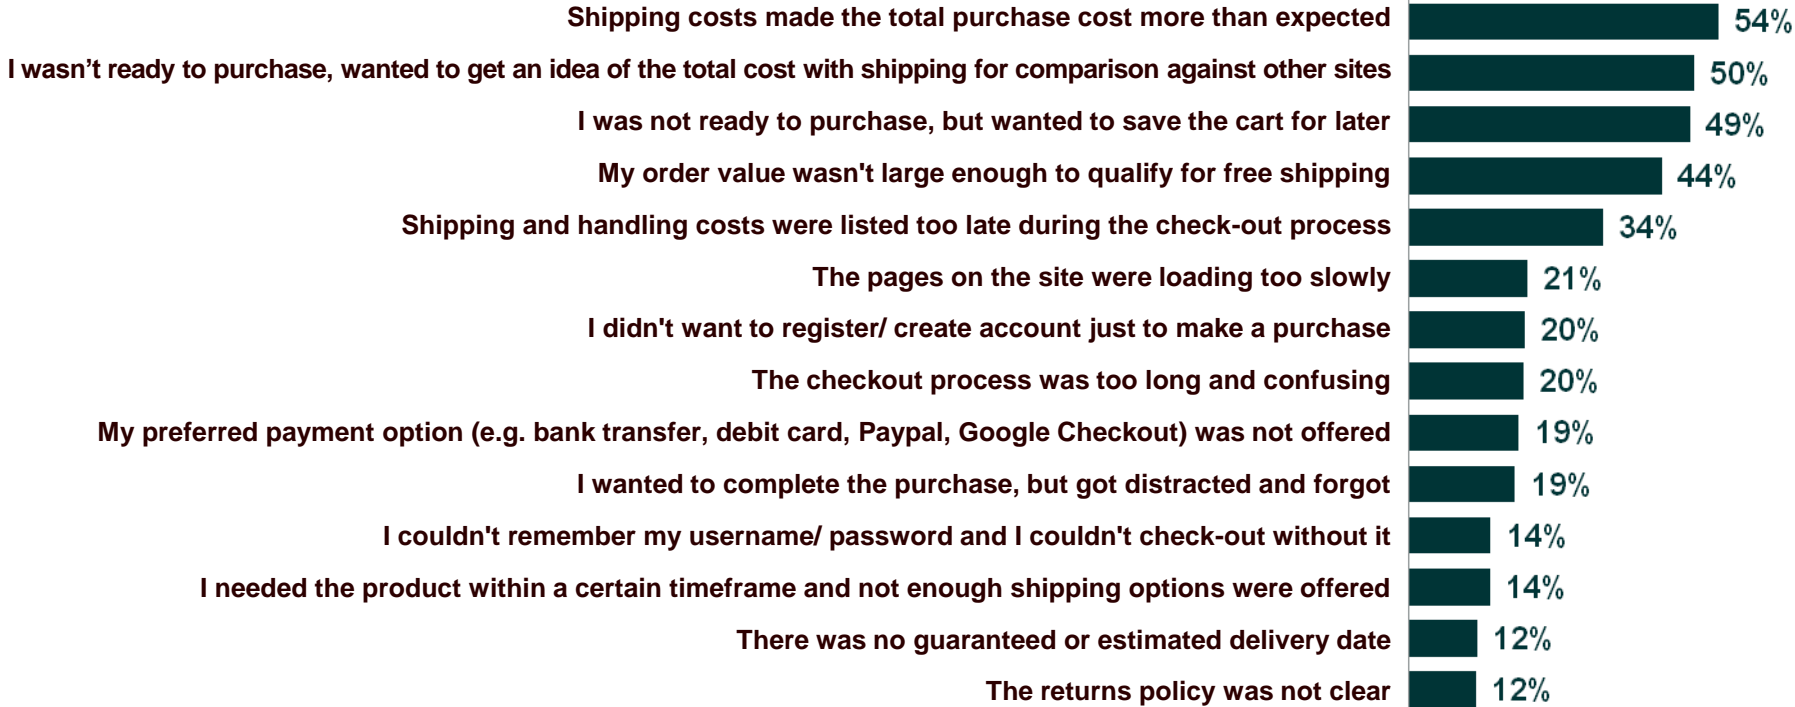 Shipping costs made the total purchase cost more than expected 54%
I wasn’t ready to purchase, wanted to get an idea of the total cost with shipping for comparison against other sites 50%
I was not ready to purchase, but wanted to save the cart for later 49%
My order value wasn't large enough to qualify for free shipping 44%
Shipping and handling costs were listed too late during the check-out process 34%
The pages on the site were loading too slowly 21%
I didn't want to register/ create account just to make a purchase 20%
The checkout process was too long and confusing 20%
My preferred payment option (e.g. bank transfer, debit card, Paypal, Google Checkout) was not offered 19%
I wanted to complete the purchase, but got distracted and forgot 19%
I couldn't remember my username/ password and I couldn't check-out without it 14%
I needed the product within a certain timeframe and not enough shipping options were offered 14%
There was no guaranteed or estimated delivery date 12%
The returns policy was not clear 12%